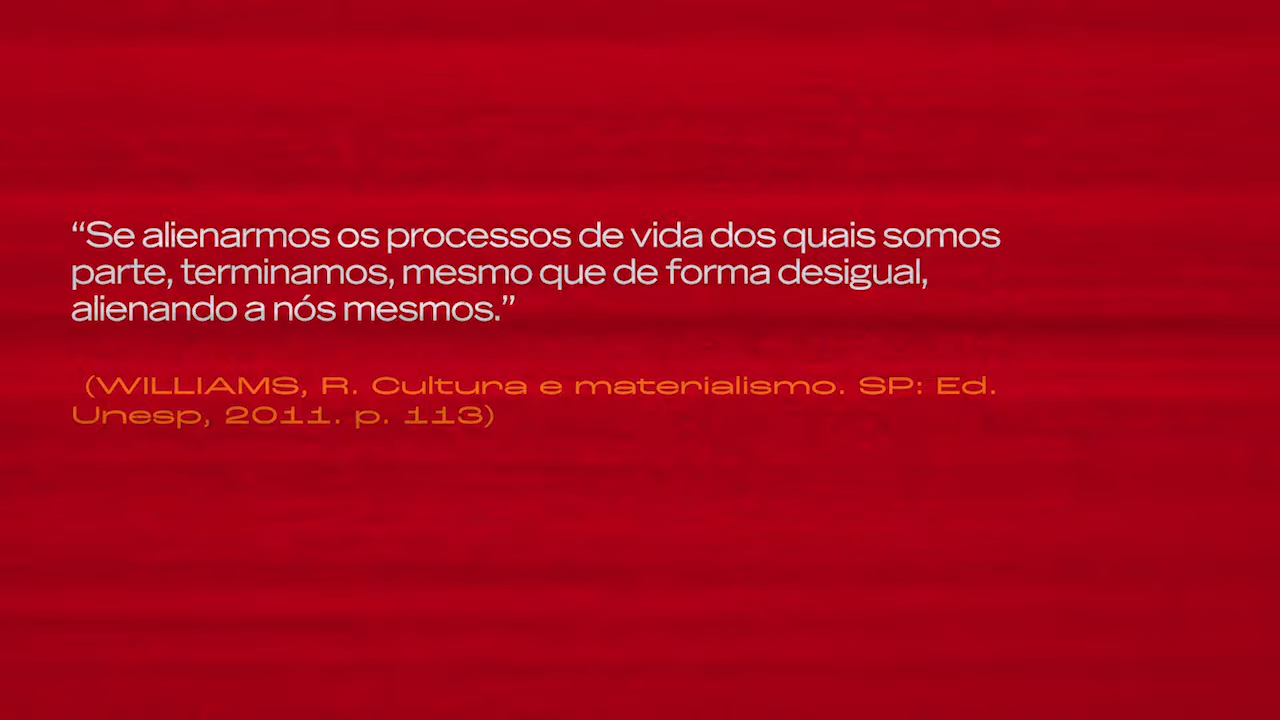 “Se alienarmos os processos de vida dos quais somos
parte, terminamos, mesmo que de forma desigual,
alienando a nós mesmos.”
(WILLIAMS, R. Cultura e materialismo. SP: Ed.
Unesp, 2011. p. 113)